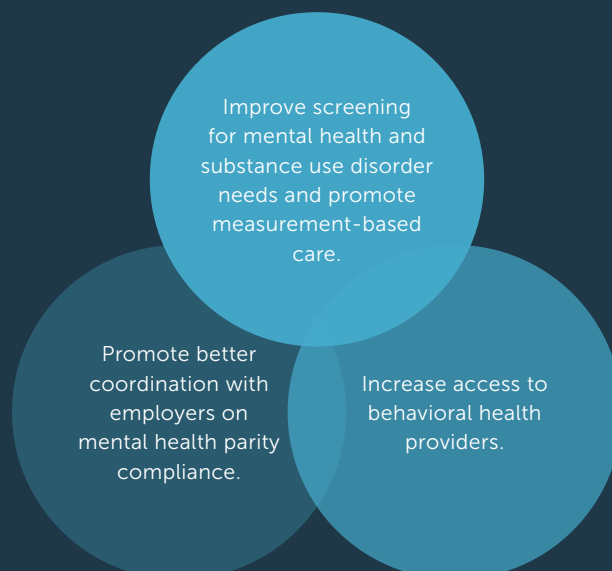 Improve screening
for mental health and
substance use disorder
needs and promote
measurement-based
care.
Promote better
coordination with
employers on
mental health parity
compliance.
Increase access to
behavioral health
providers.